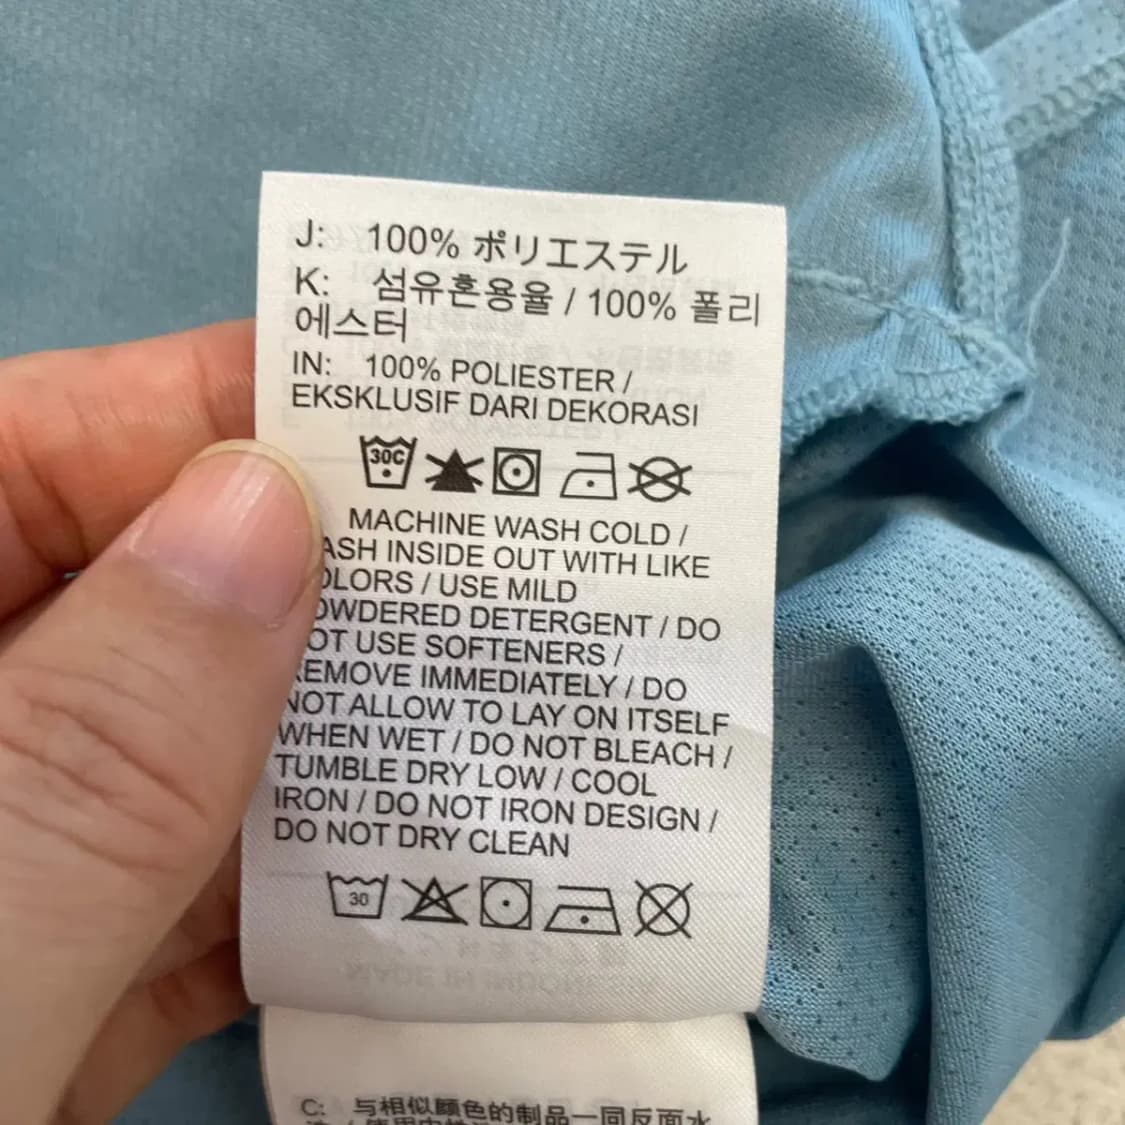 J: 100% ポリエステル
K: 섬유혼용율 / 100% 폴리
에스터
IN: 100% POLIESTER /
EKSKLUSIF DARI DEKORASI
30C
MACHINE WASH COLD /
ASH INSIDE OUT WITH LIKE
OLORS / USE MILD
OWDERED DETERGENT / DO
OT USE SOFTENERS /
REMOVE IMMEDIATELY / DO
NOT ALLOW TO LAY ON ITSELF
WHEN WET / DO NOT BLEACH /
TUMBLE DRY LOW / COOL
IRON / DO NOT IRON DESIGN /
DO NOT DRY CLEAN
30
MADE IN INDONESIA
C: 与相似颜色的制品一同反面水